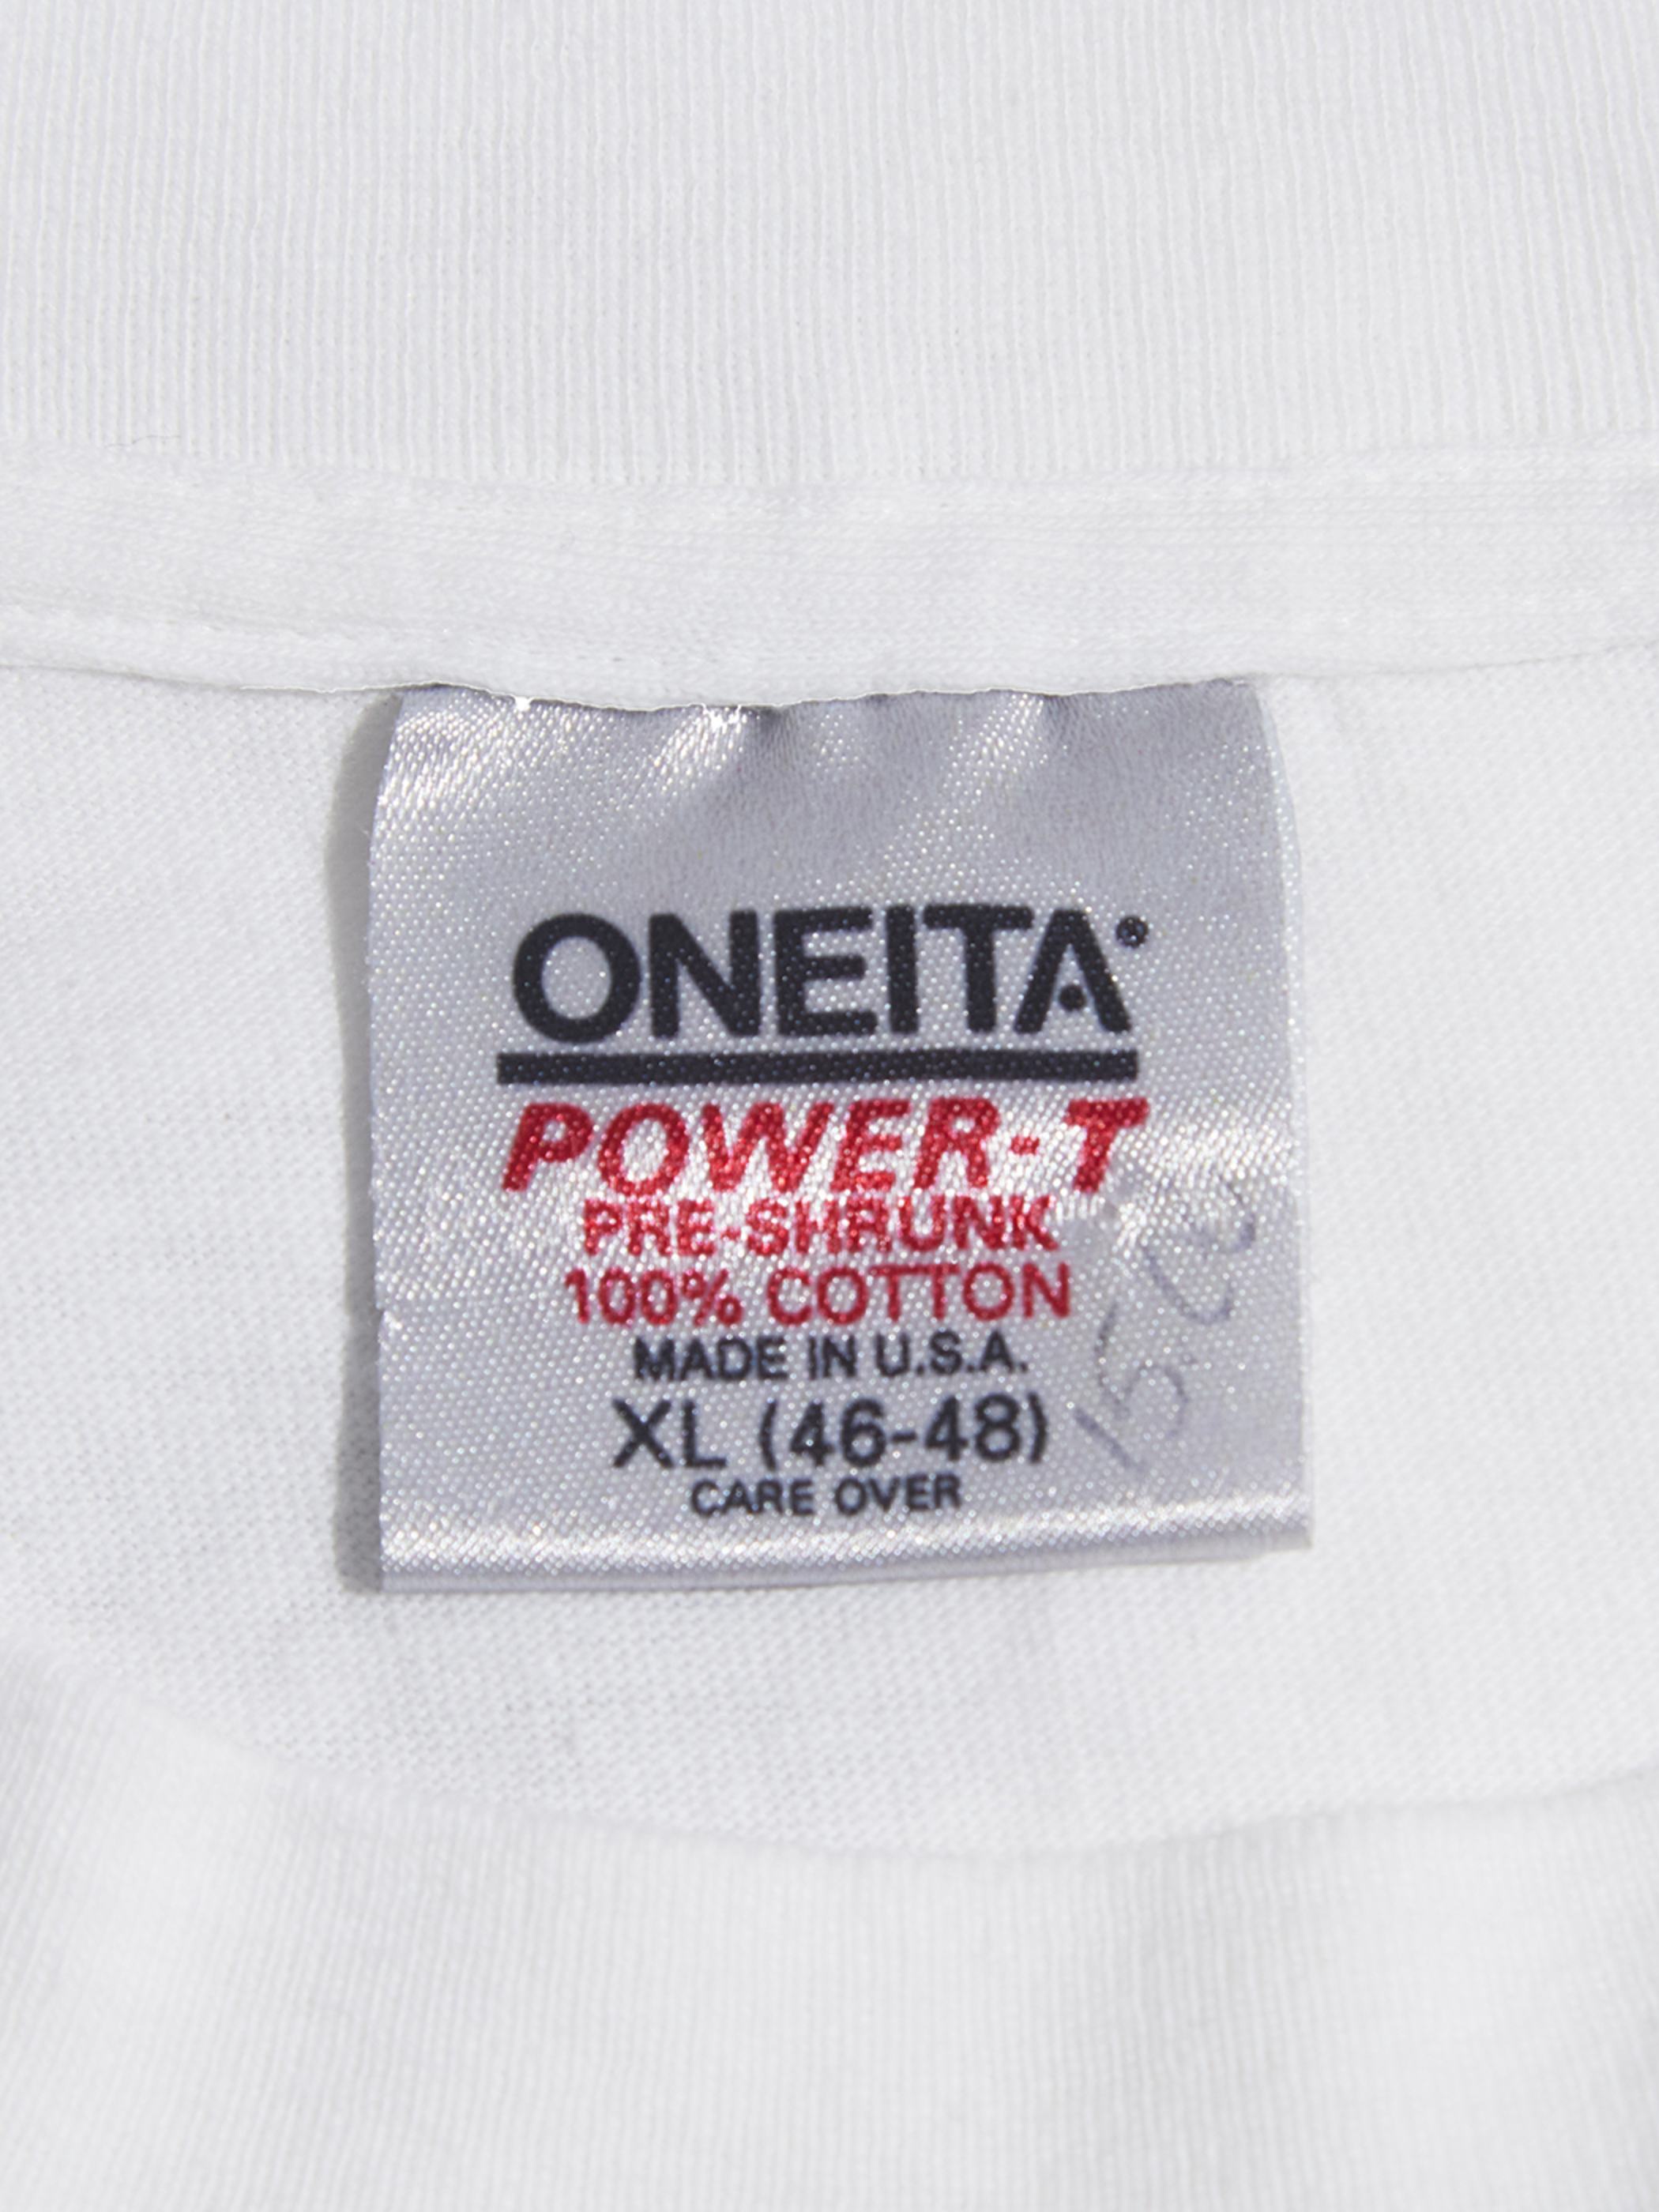 ONEITA
POWER-T
PRE-SHRUNK
100% COTTON
MADE IN U.S.A.
XL (46-48)
CARE OVER